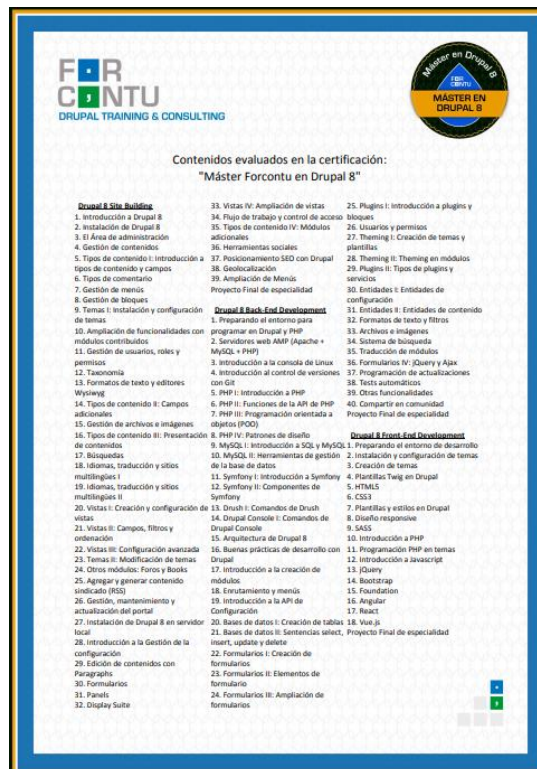 FOR
CONTU
DRUPAL TRAINING & CONSULTING
Máster en Drupal 8
FOR
CONTU
MÁSTER EN
DRUPAL 8
Contenidos evaluados en la certificación:
"Máster Forcontu en Drupal 8"
Drupal 8 Site Building
1. Introducción a Drupal 8
2. Instalación de Drupal 8
3. El Área de administración
4. Gestión de contenidos
5. Tipos de contenido I: Introducción a
tipos de contenido y campos
6. Tipos de comentario
7. Gestión de menús
8. Gestión de bloques
9. Temas I: Instalación y configuración
de temas
10. Ampliación de funcionalidades con
módulos contribuidos
11. Gestión de usuarios, roles y
permisos
12. Taxonomía
13. Formatos de texto y editores
Wysiwyg
14. Tipos de contenido II: Campos
adicionales
15. Gestión de archivos e imágenes
16. Tipos de contenido III: Presentación
de contenidos
17. Búsquedas
18. Idiomas, traducción y sitios
multilingües I
19. Idiomas, traducción y sitios
multilingües II
20. Vistas I: Creación y configuración de
vistas
21. Vistas II: Campos, filtros y
ordenación
22. Vistas III: Configuración avanzada
23. Temas II: Modificación de temas
24. Otros módulos: Foros y Books
25. Agregar y generar contenido
sindicado (RSS)
26. Gestión, mantenimiento y
actualización del portal
27. Instalación de Drupal 8 en servidor
local
28. Introducción a la Gestión de la
configuración
29. Edición de contenidos con
Paragraphs
30. Formularios
31. Panels
32. Display Suite
33. Vistas IV: Ampliación de vistas
34. Flujo de trabajo y control de acceso
35. Tipos de contenido IV: Módulos
adicionales
36. Herramientas sociales
37. Posicionamiento SEO con Drupal
38. Geolocalización
39. Ampliación de Menús
Proyecto Final de especialidad
Drupal 8 Back-End Development
1. Preparando el entorno para
programar en Drupal y PHP
2. Servidores web AMP (Apache +
MySQL + PHP)
3. Introducción a la consola de Linux
4. Introducción al control de versiones
con Git
5. PHP I: Introducción a PHP
6. PHP II: Funciones de la API de PHP
7. PHP III: Programación orientada a
objetos (POO)
8. PHP IV: Patrones de diseño
9. MySQL I: Introducción a SQL y MySQL
10. MySQL II: Herramientas de gestión
de la base de datos
11. Symfony I: Introducción a Symfony
12. Symfony II: Componentes de
Symfony
13. Drush I: Comandos de Drush
14. Drupal Console I: Comandos de
Drupal Console
15. Arquitectura de Drupal 8
16. Buenas prácticas de desarrollo con
Drupal
17. Introducción a la creación de
módulos
18. Enrutamiento y menús
19. Introducción a la API de
Configuración
20. Bases de datos I: Creación de tablas
21. Bases de datos II: Sentencias select,
insert, update y delete
22. Formularios I: Creación de
formularios
23. Formularios II: Elementos de
formulario
24. Formularios III: Ampliación de
formularios
25. Plugins I: Introducción a plugins y
bloques
26. Usuarios y permisos
27. Theming I: Creación de temas y
plantillas
28. Theming II: Theming en módulos
29. Plugins II: Tipos de plugins y
servicios
30. Entidades I: Entidades de
configuración
31. Entidades II: Entidades de contenido
32. Formatos de texto y filtros
33. Archivos e imágenes
34. Sistema de búsqueda
35. Traducción de módulos
36. Formularios IV: jQuery y Ajax
37. Programación de actualizaciones
38. Tests automáticos
39. Otras funcionalidades
40. Compartir en comunidad
Proyecto Final de especialidad
Drupal 8 Front-End Development
1. Preparando el entorno de desarrollo
2. Instalación y configuración de temas
3. Creación de temas
4. Plantillas Twig en Drupal
5. HTML5
6. CSS3
7. Plantillas y estilos en Drupal
8. Diseño responsive
9. SASS
10. Introducción a PHP
11. Programación PHP en temas
12. Introducción a Javascript
13. jQuery
14. Bootstrap
15. Foundation
16. Angular
17. React
18. Vue.js
Proyecto Final de especialidad